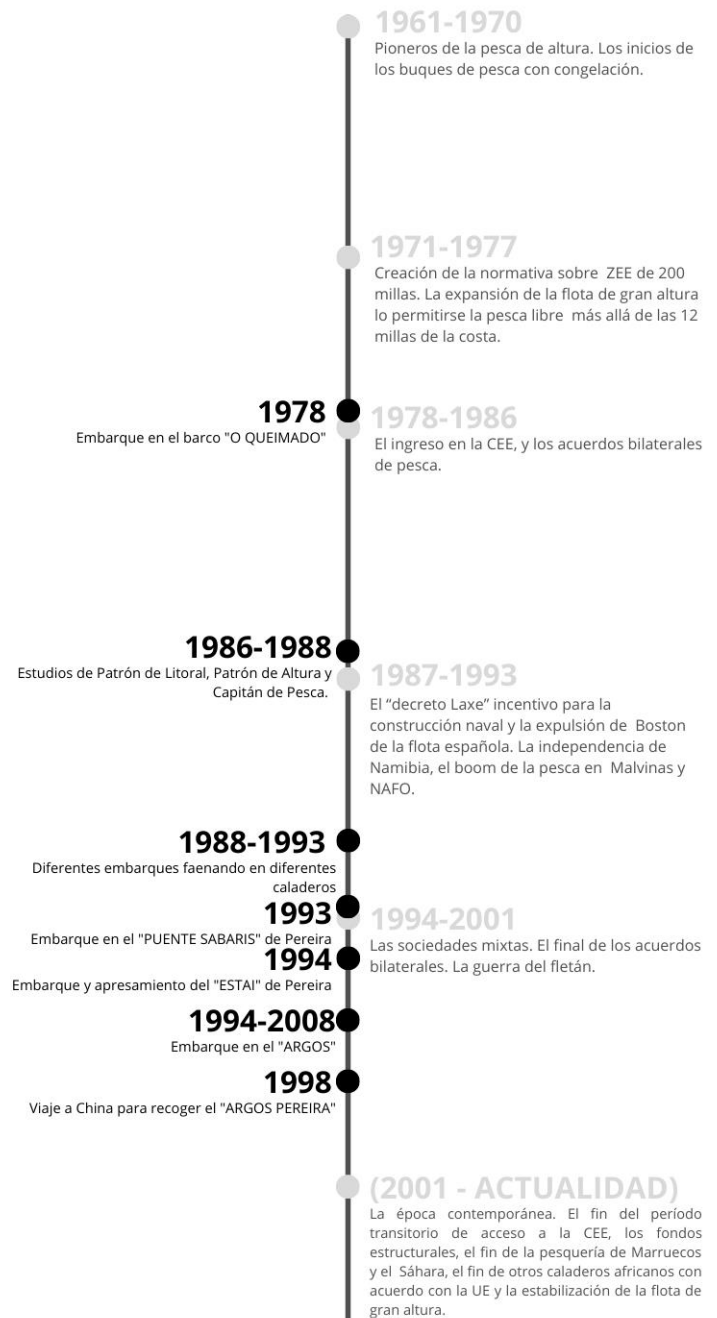 1961-1970
Pioneros de la pesca de altura. Los inicios de
los buques de pesca con congelación.
1971-1977
Creación de la normativa sobre  ZEE de 200
millas. La expansión de la flota de gran altura
lo permitirse la pesca libre  más allá de las 12
millas de la costa.
1978
Embarque en el barco "O QUEIMADO"
1978-1986
El ingreso en la CEE, y los acuerdos bilaterales
de pesca.
1986-1988
Estudios de Patrón de Litoral, Patrón de Altura y
Capitán de Pesca.
1987-1993
El “decreto Laxe” incentivo para la
construcción naval y la expulsión de  Boston
de la flota española. La independencia de
Namibia, el boom de la pesca en  Malvinas y
NAFO.
1988-1993
Diferentes embarques faenando en diferentes
caladeros
1993
Embarque en el "PUENTE SABARIS" de Pereira
1994-2001
Las sociedades mixtas. El final de los acuerdos
bilaterales. La guerra del fletán.
1994
Embarque y apresamiento del "ESTAI" de Pereira
1994-2008
Embarque en el "ARGOS"
1998
Viaje a China para recoger el "ARGOS PEREIRA"
(2001 - ACTUALIDAD)
La época contemporánea. El fin del período
transitorio de acceso a la CEE, los fondos
estructurales, el fin de la pesquería de Marruecos
y el  Sáhara, el fin de otros caladeros africanos con
acuerdo con la UE y la estabilización de la flota de
gran altura.